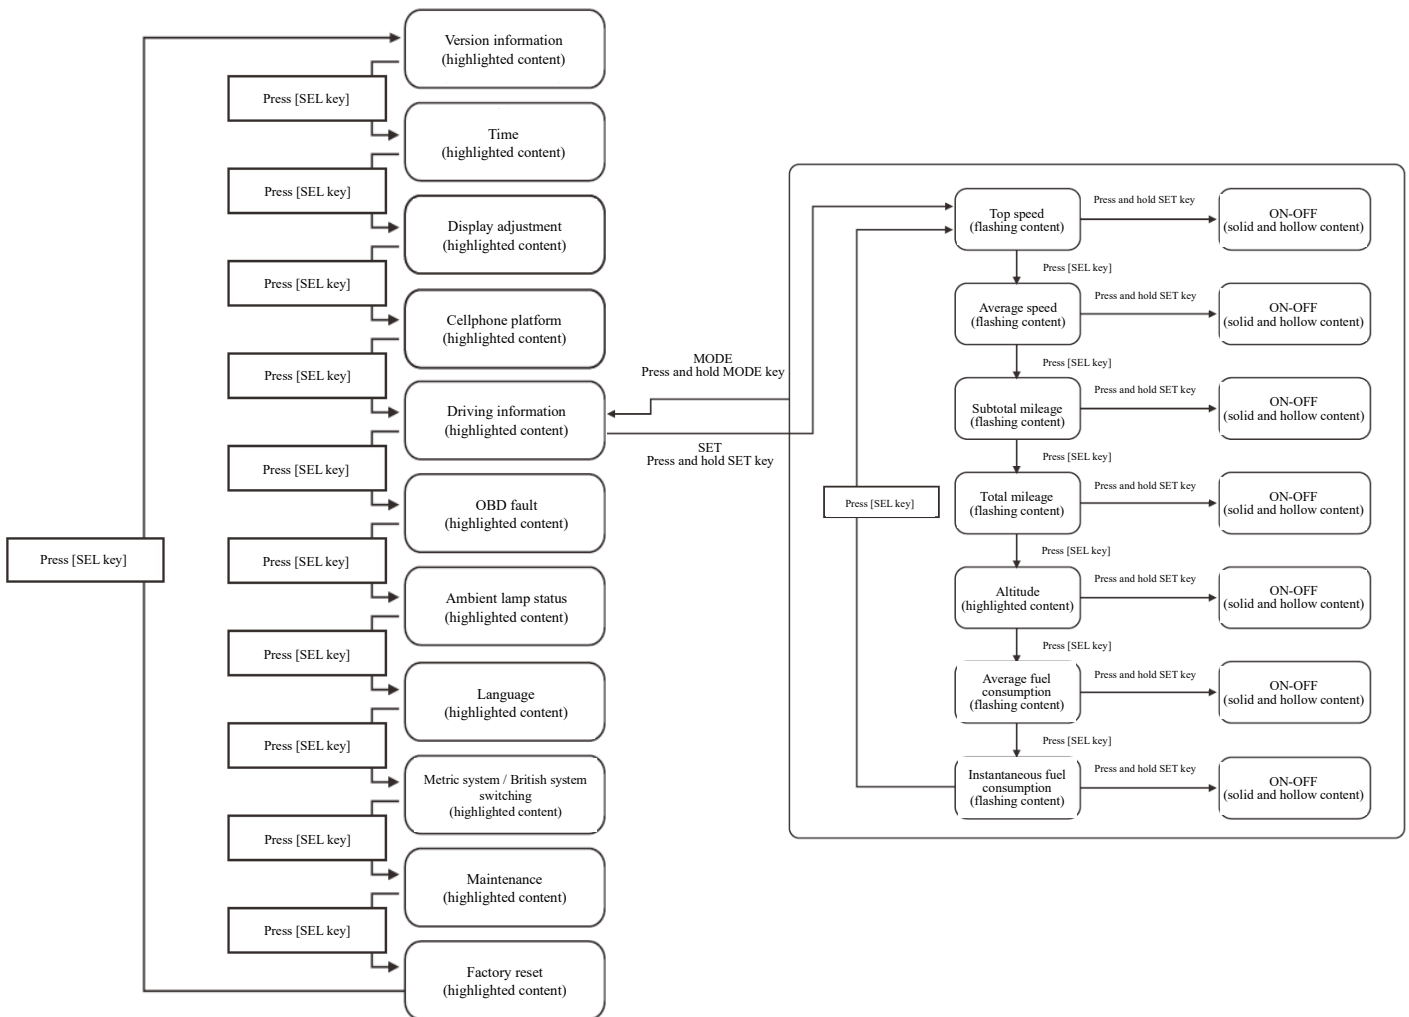 Version information
(highlighted content)
Press [SEL key]
Time
(highlighted content)
Press [SEL key]
Display adjustment
(highlighted content)
Press [SEL key]
Cellphone platform
(highlighted content)
Press [SEL key]
Driving information
(highlighted content)
Press [SEL key]
OBD fault
(highlighted content)
Press [SEL key]
Press [SEL key]
Ambient lamp status
(highlighted content)
Press [SEL key]
Language
(highlighted content)
Press [SEL key]
Metric system / British system
switching
(highlighted content)
Press [SEL key]
Maintenance
(highlighted content)
Press [SEL key]
Factory reset
(highlighted content)
MODE
Press and hold MODE key
SET
Press and hold SET key
Top speed
(flashing content)
Press and hold SET key
ON-OFF
(solid and hollow content)
Press [SEL key]
Average speed
(flashing content)
Press and hold SET key
ON-OFF
(solid and hollow content)
Press [SEL key]
Subtotal mileage
(flashing content)
Press and hold SET key
ON-OFF
(solid and hollow content)
Press [SEL key]
Press [SEL key]
Total mileage
(flashing content)
Press and hold SET key
ON-OFF
(solid and hollow content)
Press [SEL key]
Altitude
(highlighted content)
Press and hold SET key
ON-OFF
(solid and hollow content)
Press [SEL key]
Average fuel
consumption
(flashing content)
Press and hold SET key
ON-OFF
(solid and hollow content)
Press [SEL key]
Instantaneous fuel
consumption
(flashing content)
Press and hold SET key
ON-OFF
(solid and hollow content)